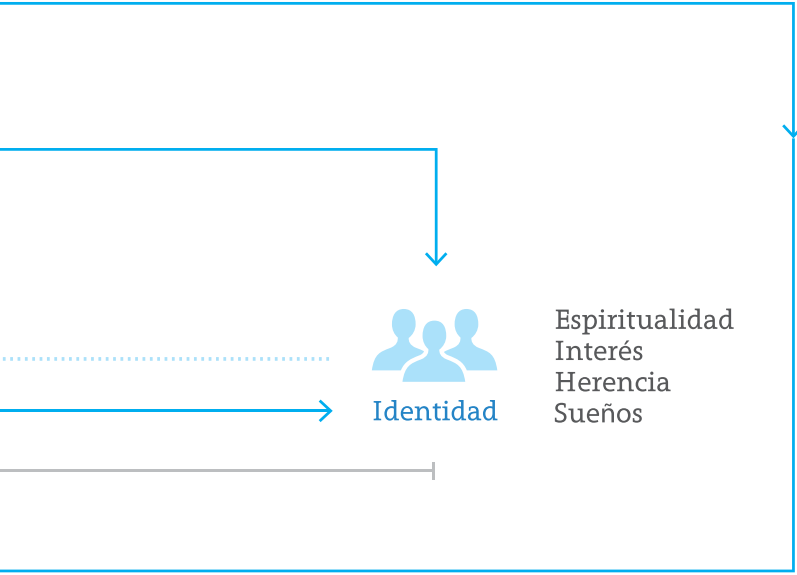 Identidad
Espiritualidad
Interés
Herencia
Sueños